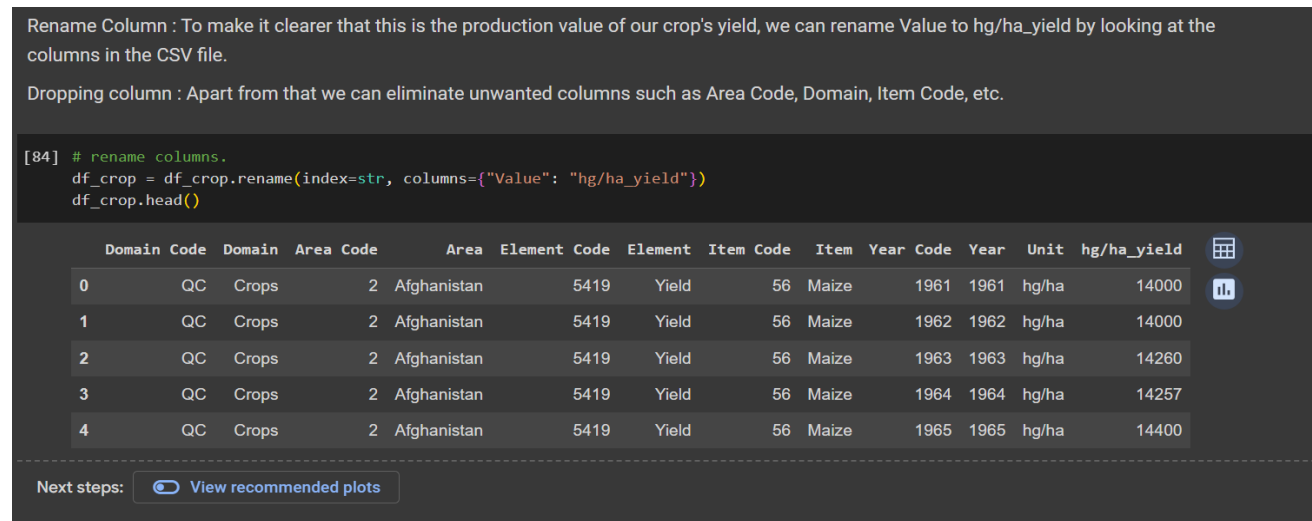 Rename Column : To make it clearer that this is the production value of our crop's yield, we can rename Value to hg/ha_yield by looking at the
columns in the CSV file.
Dropping column : Apart from that we can eliminate unwanted columns such as Area Code, Domain, Item Code, etc.
[84] # rename columns.
df_crop = df_crop.rename(index=str, columns={"Value": "hg/ha_yield"})
df_crop.head()
Domain Code Domain Area Code Area Element Code Element Item Code Item Year Code Year Unit hg/ha_yield
0 QC Crops 2 Afghanistan 5419 Yield 56 Maize 1961 1961 hg/ha 14000
1 QC Crops 2 Afghanistan 5419 Yield 56 Maize 1962 1962 hg/ha 14000
2 QC Crops 2 Afghanistan 5419 Yield 56 Maize 1963 1963 hg/ha 14260
3 QC Crops 2 Afghanistan 5419 Yield 56 Maize 1964 1964 hg/ha 14257
4 QC Crops 2 Afghanistan 5419 Yield 56 Maize 1965 1965 hg/ha 14400
Next steps: View recommended plots